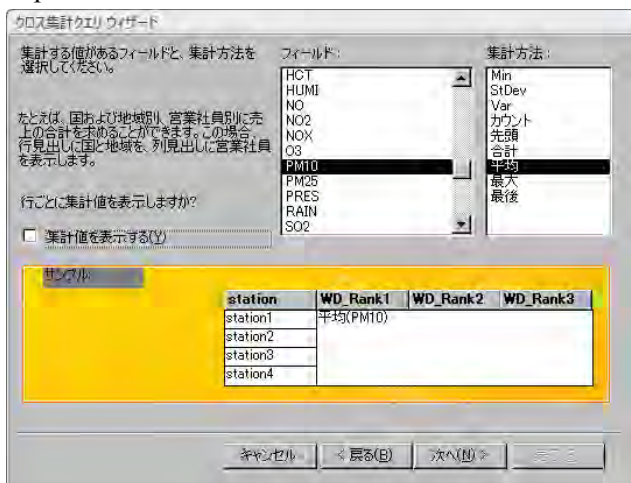 クロス集計クエリ ウィザード
集計する値があるフィールドと、集計方法を
選択してください。
たとえば、国および地域別、営業社員別に売
上の合計を求めることができます。この場合、
行見出しに国と地域を、列見出しに営業社員
を表示します。
行ごとに集計値を表示しますか?
集計値を表示する(Y)
フィールド:
HCT
HUMI
NO
NO2
NOX
O3
PM10
PM25
PRES
RAIN
SO2
集計方法:
Min
StDev
Var
カウント
先頭
合計
平均
最大
最後
サンプル:
station WD_Rank1 WD_Rank2 WD_Rank3
station1 平均(PM10)
station2
station3
station4
キャンセル < 戻る(B) 次へ(N) >